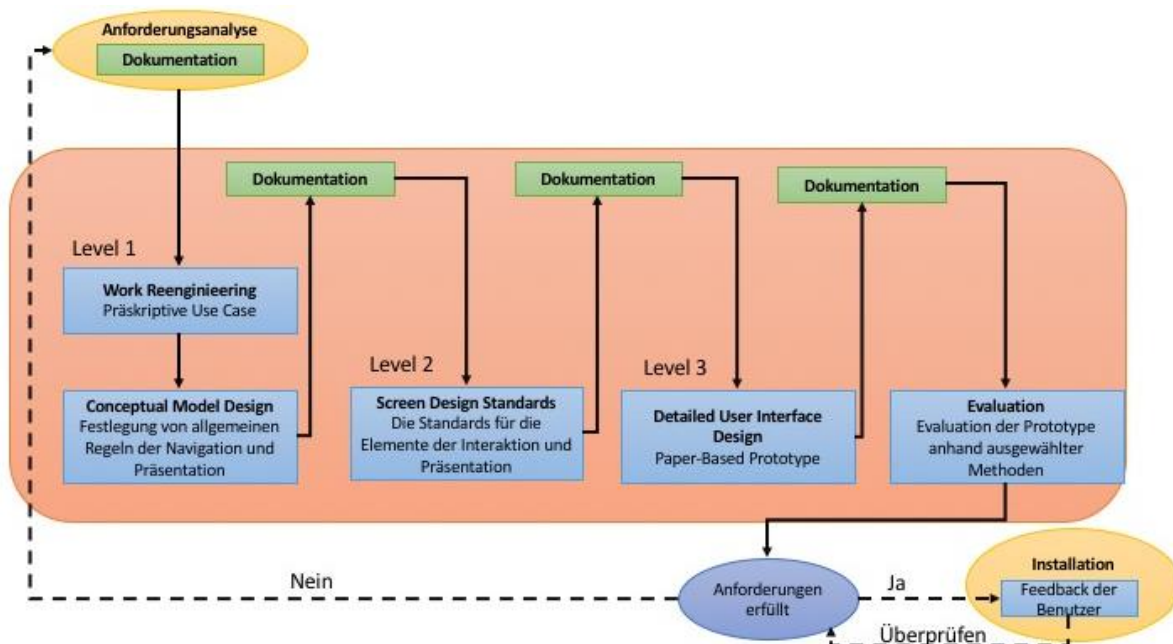 Anforderungsanalyse
Dokumentation
Dokumentation
Dokumentation
Dokumentation
Level 1
Work Reenginieering
Präskriptive Use Case
Level 2
Level 3
Conceptual Model Design
Festlegung von allgemeinen
Regeln der Navigation und
Präsentation
Screen Design Standards
Die Standards für die
Elemente der Interaktion und
Präsentation
Detailed User Interface
Design
Paper-Based Prototype
Evaluation
Evaluation der Prototype
anhand ausgewählter
Methoden
Nein
Anforderungen
erfüllt
Ja
Installation
Feedback der
Benutzer
Überprüfen